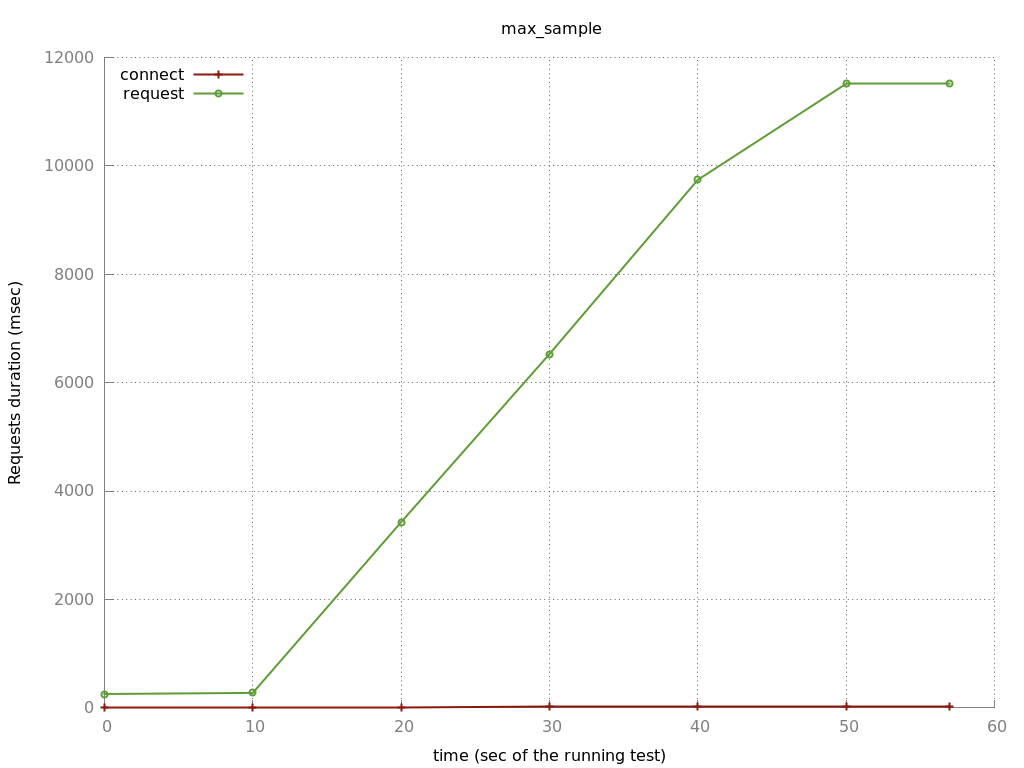 max_sample
12000
10000
8000
6000
4000
2000
0
connect
request
Requests duration (msec)
0 10 20 30 40 50 60
time (sec of the running test)